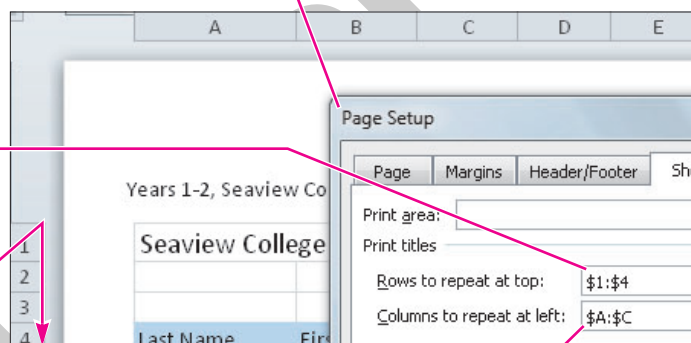 A B C D E
Page Setup
Page Margins Header/Footer
Years 1-2, Seaview
Print area:
1 Seaview College
Print titles
2
Rows to repeat at top: $1:$4
3
Columns to repeat at left: $A:$C
4 Last Name